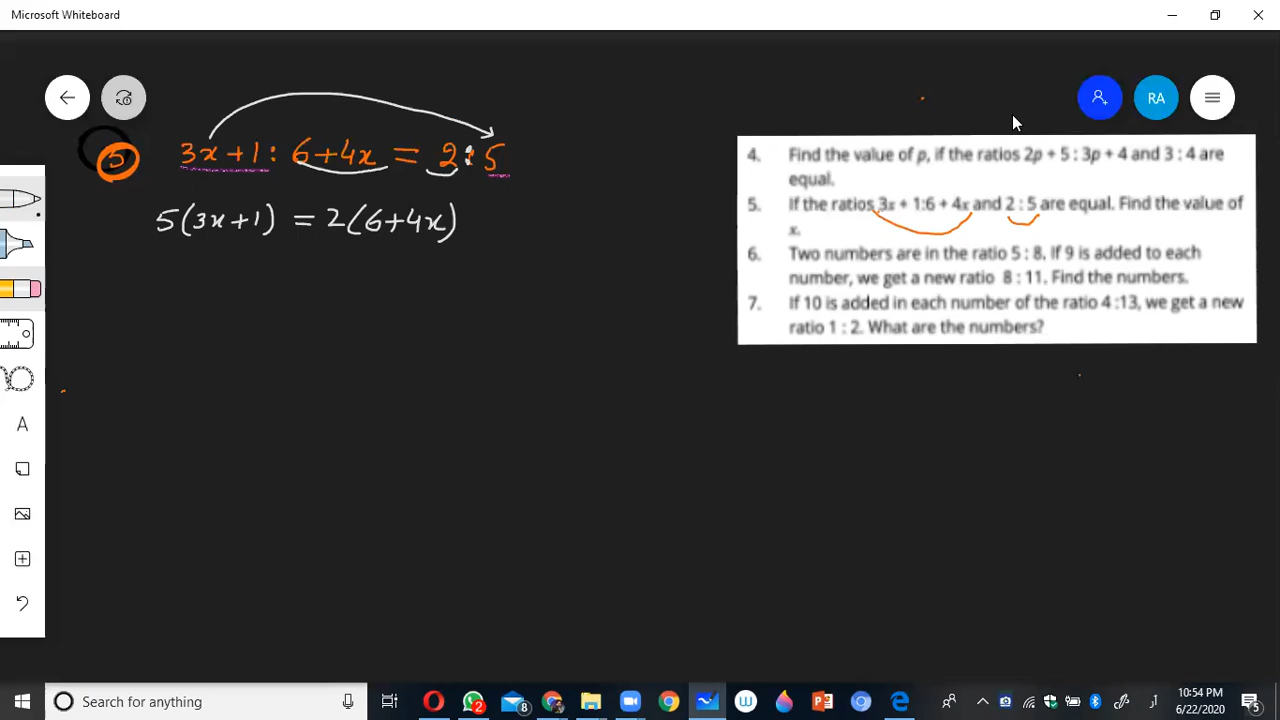 Microsoft Whiteboard
RA
5 3x+1 : 6+4x = 2 : 5
5(3x+1) = 2(6+4x)
4. Find the value of p, if the ratios 2p + 5 : 3p + 4 and 3 : 4 are
equal.
5. If the ratios 3x + 1:6 + 4x and 2 : 5 are equal. Find the value of
x.
6. Two numbers are in the ratio 5 : 8. If 9 is added to each
number, we get a new ratio 8 : 11. Find the numbers.
7. If 10 is added in each number of the ratio 4 :13, we get a new
ratio 1 : 2. What are the numbers?
A
Search for anything
2
8
W
10:54 PM
6/22/2020
5